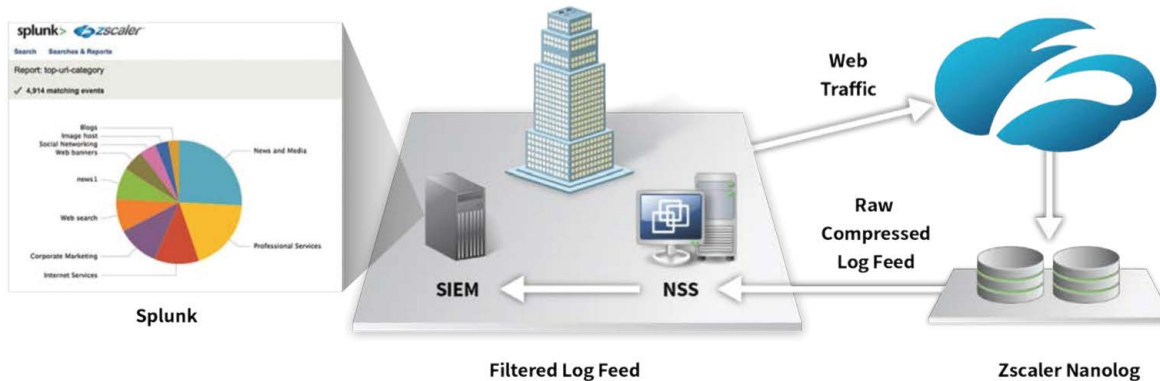 splunk> zscaler
Search Searches & Reports
Report: top-url-category
✓ 4,914 matching events
Blogs
Image host
Social Networking
Web banners
news1
Web search
Corporate Marketing
Internet Services
News and Media
Professional Services
Splunk
Web
Traffic
Raw
Compressed
Log Feed
SIEM
NSS
Filtered Log Feed
Zscaler Nanolog